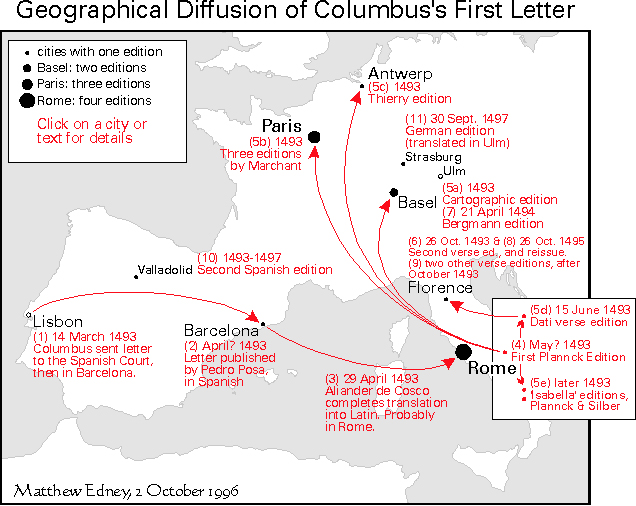 Geographical Diffusion of Columbus's First Letter
cities with one edition
Basel: two editions
Paris: three editions
Rome: four editions
Click on a city or
text for details
Antwerp
(5c) 1493
Thierry edition
(11) 30 Sept. 1497
German edition
(translated in Ulm)
Paris
(5b) 1493
Three editions
by Marchant
Strasburg
Ulm
(5a) 1493
Cartographic edition
(7) 21 April 1494
Bergmann edition
Basel
(6) 26 Oct. 1493 & (8) 26 Oct. 1495
Second verse ed., and reissue.
(9) two other verse editions, after
October 1493
Florence
(10) 1493-1497
Second Spanish edition
Valladolid
Lisbon
(1) 14 March 1493
Columbus sent letter
to the Spanish Court,
then in Barcelona.
Barcelona
(2) April? 1493
Letter published
by Pedro Posa,
in Spanish
(3) 29 April 1493
Aliander de Cosco
completes translation
into Latin. Probably
in Rome.
Rome
(5d) 15 June 1493
Dati verse edition
(4) May? 1493
First Plannck Edition
(5e) later 1493
'Isabella' editions,
Plannck & Silber
Matthew Edney, 2 October 1996